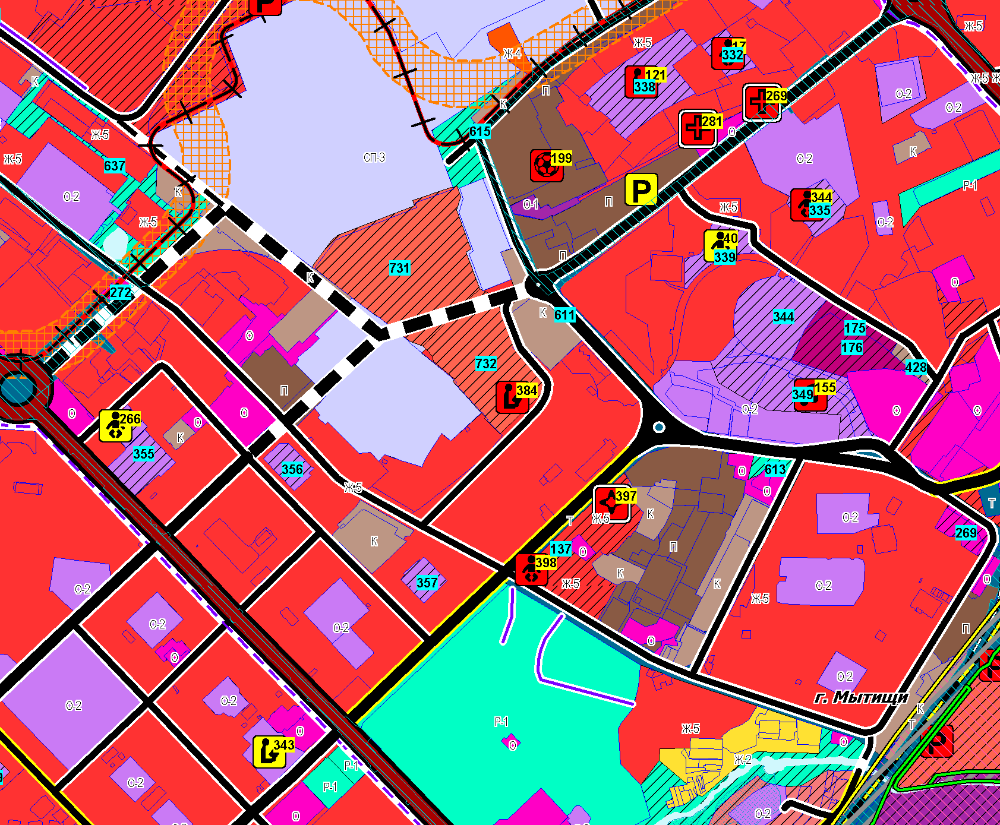 P
Ж-5
17
332
Ж-5
Ж-4
121
338
К
П
Ж-5
О-2
269
К
О-2
281
Ж-5
615
О
637
Ж-5
К
СП-3
199
О-2
Р-1
О-2
К
P
О-1
П
Ж-5
344
335
Ж-5
О-2
40
339
П
731
К
О
272
К
611
344
175
О
176
732
428
П
384
349
155
О
О
О
266
О
К
О-2
О
О
355
356
О
613
Ж-5
О
397
К
Т
Ж-5
Т
О-2
269
К
137
П
О
398
357
К
Ж-5
О
О-2
К
О-2
Ж-5
О-2
О-2
П
О
О
P
О-2
О-2
О-2
г. Мытищи
К
Р-1
Ж-5
Т
О
О
О
P
343
Ж-2
Р-1
О-2
Р-1
О
О-2
О-2